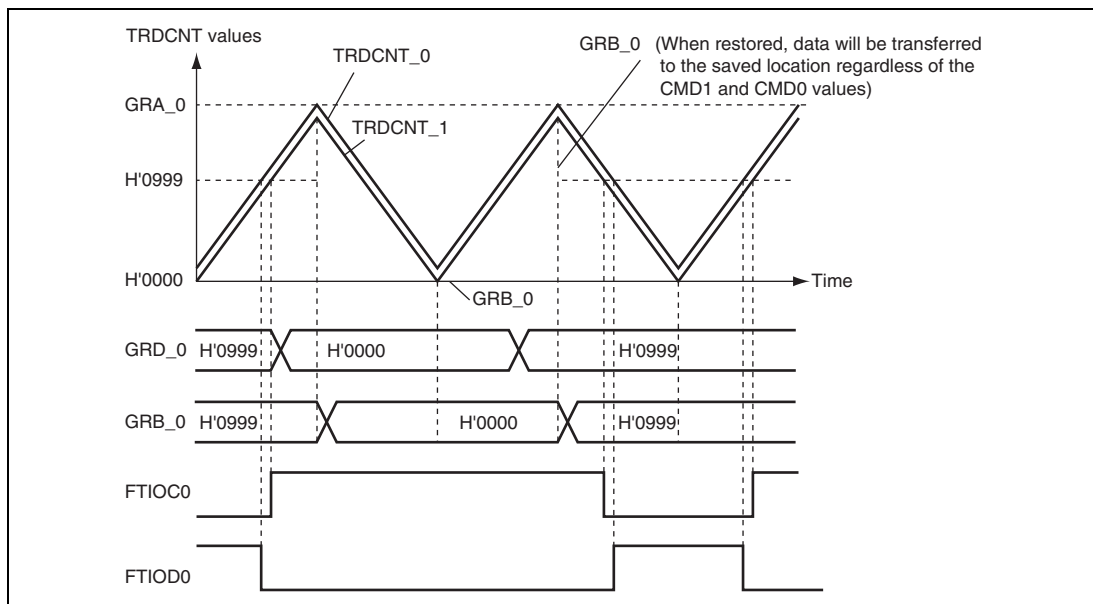 TRDCNT values
TRDCNT_0
GRB_0 (When restored, data will be transferred
to the saved location regardless of the
CMD1 and CMD0 values)
GRA_0
TRDCNT_1
H'0999
H'0000
Time
GRB_0
GRD_0 H'0999 H'0000 H'0999
GRB_0 H'0999 H'0000 H'0999
FTIOC0
FTIOD0